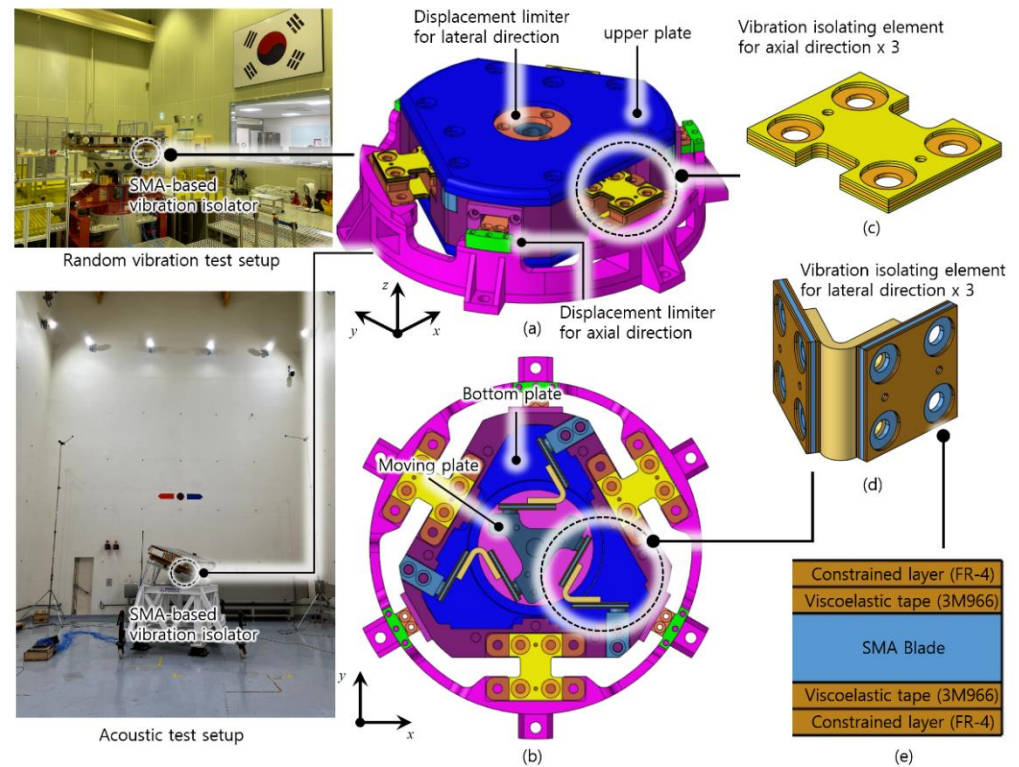 Displacement limiter
for lateral direction
upper plate
Vibration isolating element
for axial direction x 3
SMA-based
vibration isolator
Random vibration test setup
(c)
z
y
x
(a)
Displacement limiter
for axial direction
Vibration isolating element
for lateral direction x 3
Bottom plate
Moving plate
(d)
SMA-based
vibration isolator
Constrained layer (FR-4)
Viscoelastic tape (3M966)
SMA Blade
Viscoelastic tape (3M966)
Constrained layer (FR-4)
y
x
Acoustic test setup
(b)
(e)